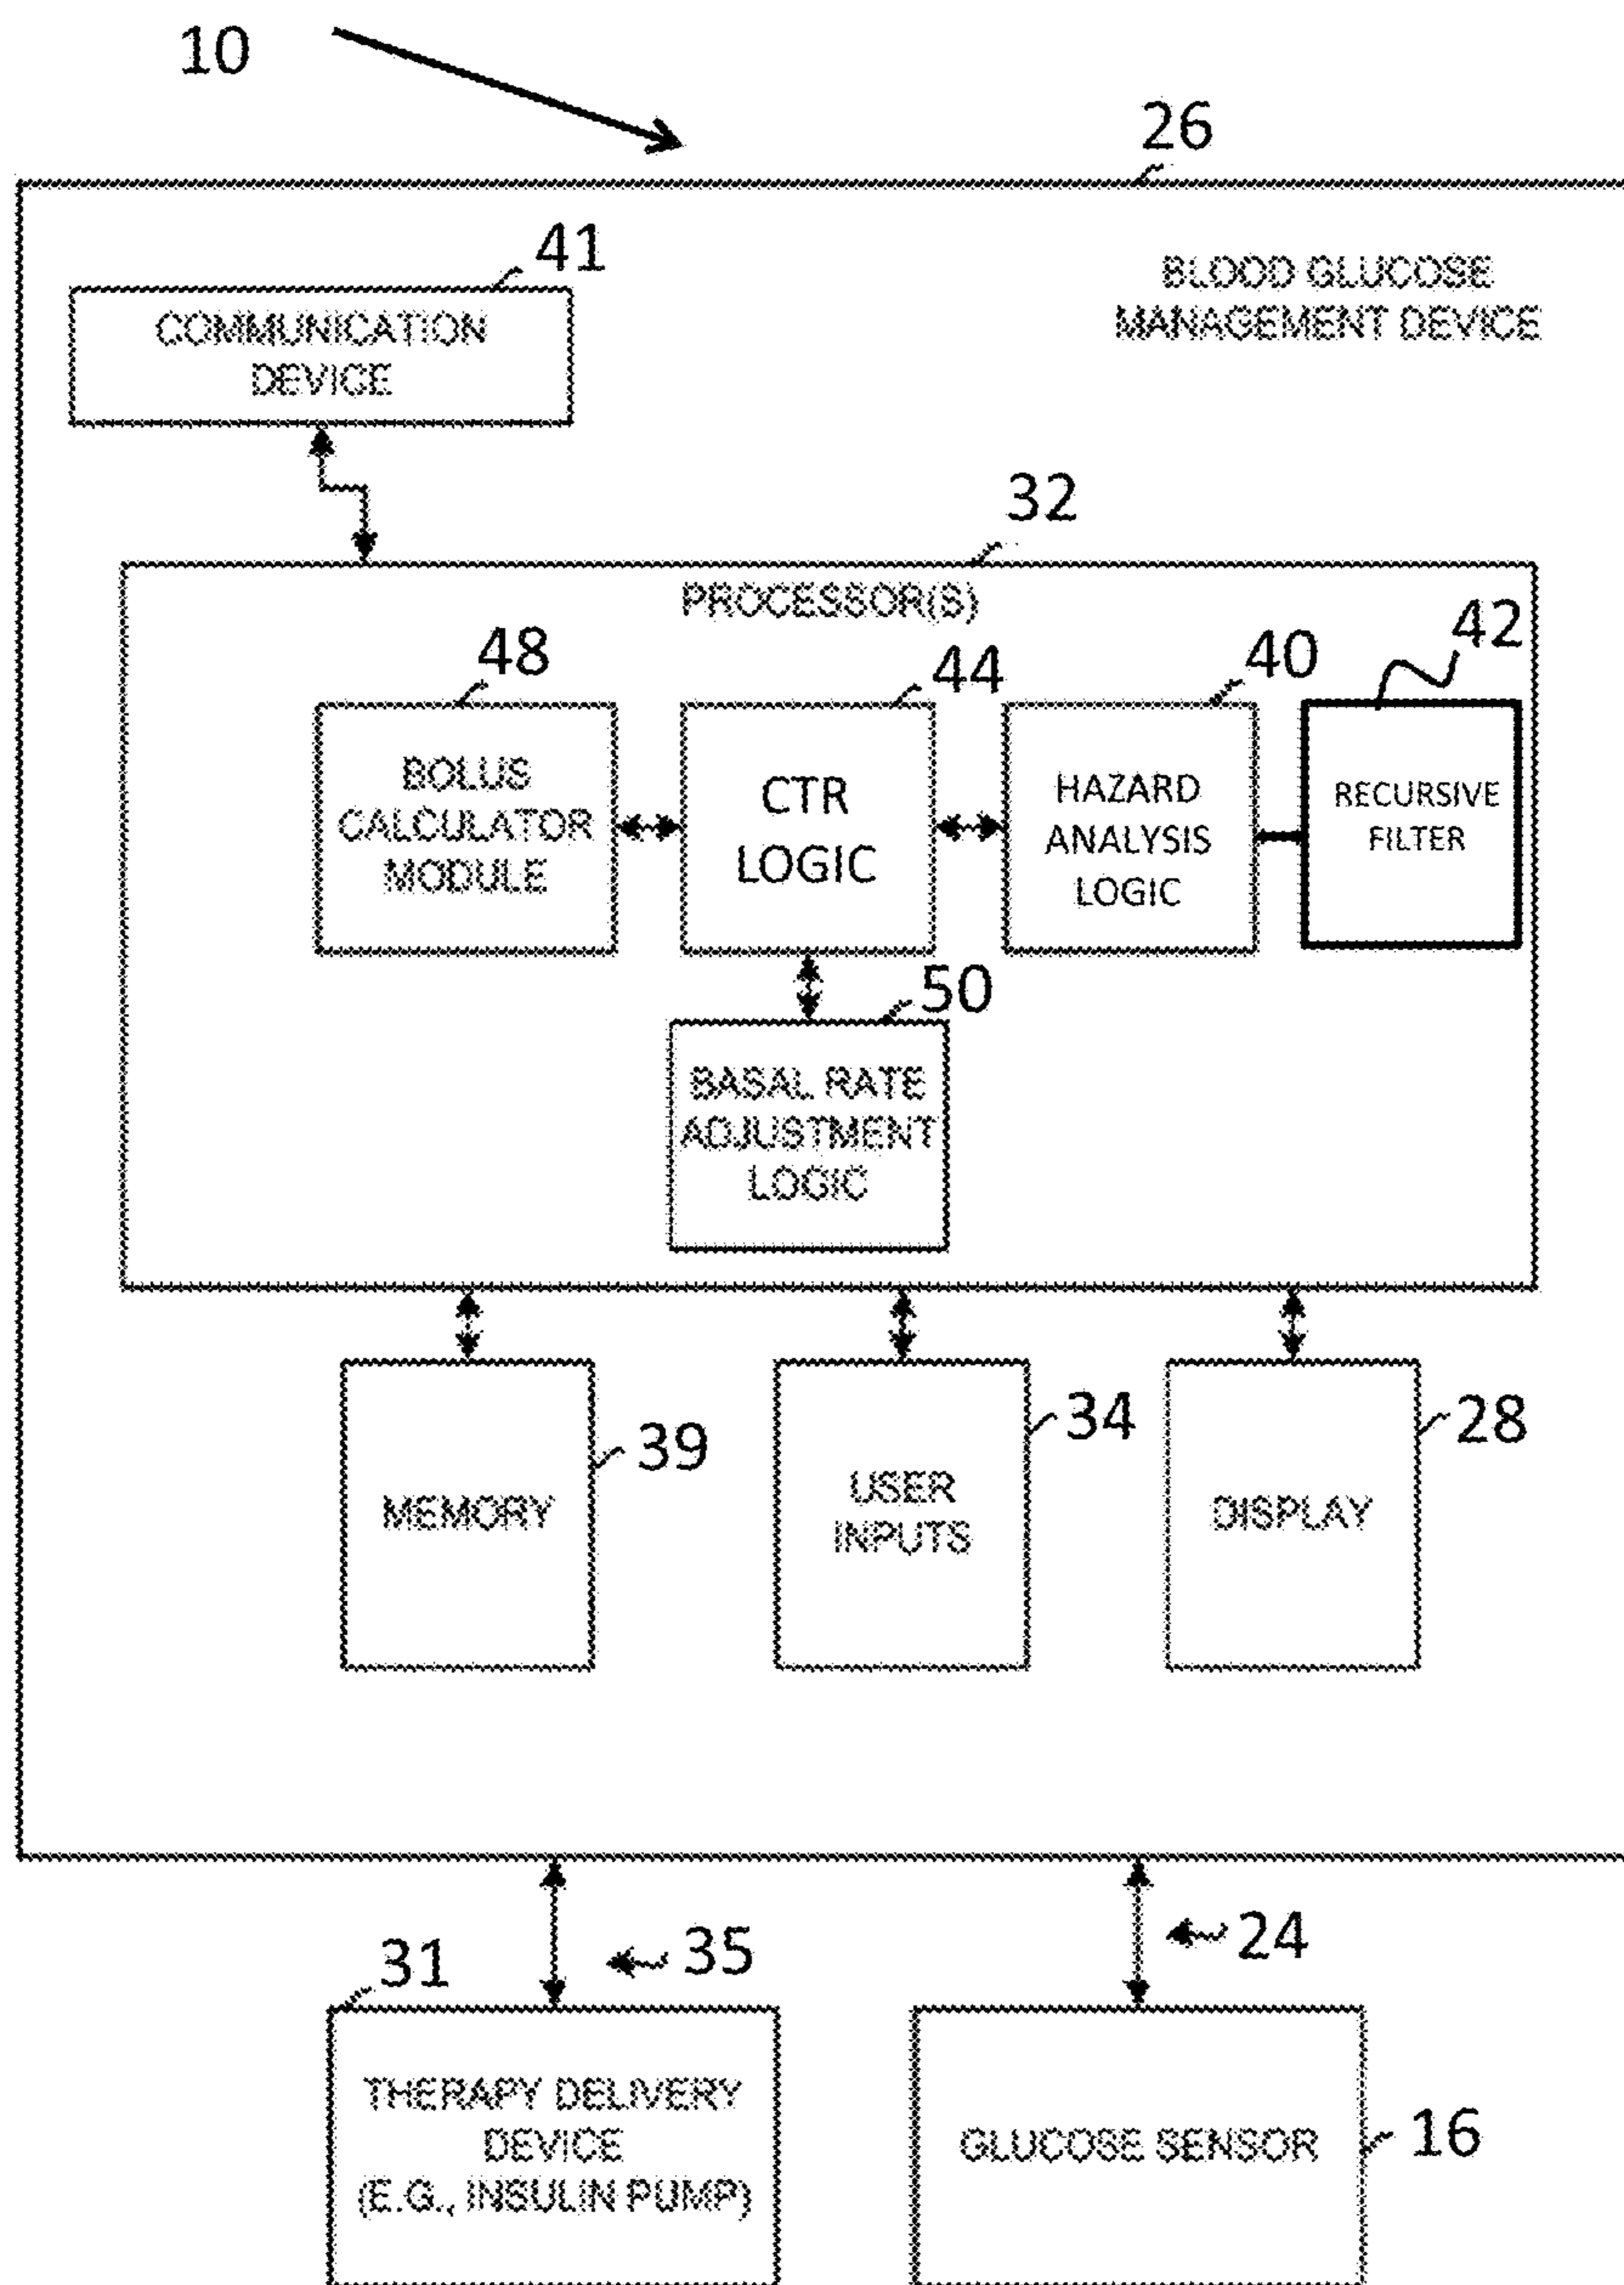 10
26
41
BLOOD GLUCOSE
MANAGEMENT DEVICE
COMMUNICATION
DEVICE
32
PROCESSOR(S)
48
44
40
42
BOLUS
CALCULATOR
MODULE
CTR
LOGIC
HAZARD
ANALYSIS
LOGIC
RECURSIVE
FILTER
50
BASAL RATE
ADJUSTMENT
LOGIC
39
34
28
MEMORY
USER
INPUTS
DISPLAY
31
35
24
THERAPY DELIVERY
DEVICE
(E.G., INSULIN PUMP)
GLUCOSE SENSOR
16